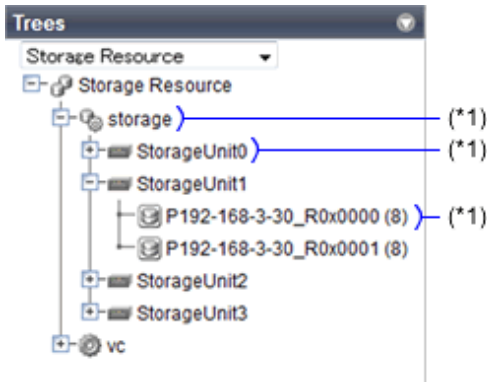 Trees
Storage Resource
Storage Resource
storage (*1)
StorageUnit0 (*1)
StorageUnit1
P192-168-3-30_R0x0000 (8) (*1)
P192-168-3-30_R0x0001 (8)
StorageUnit2
StorageUnit3
vc